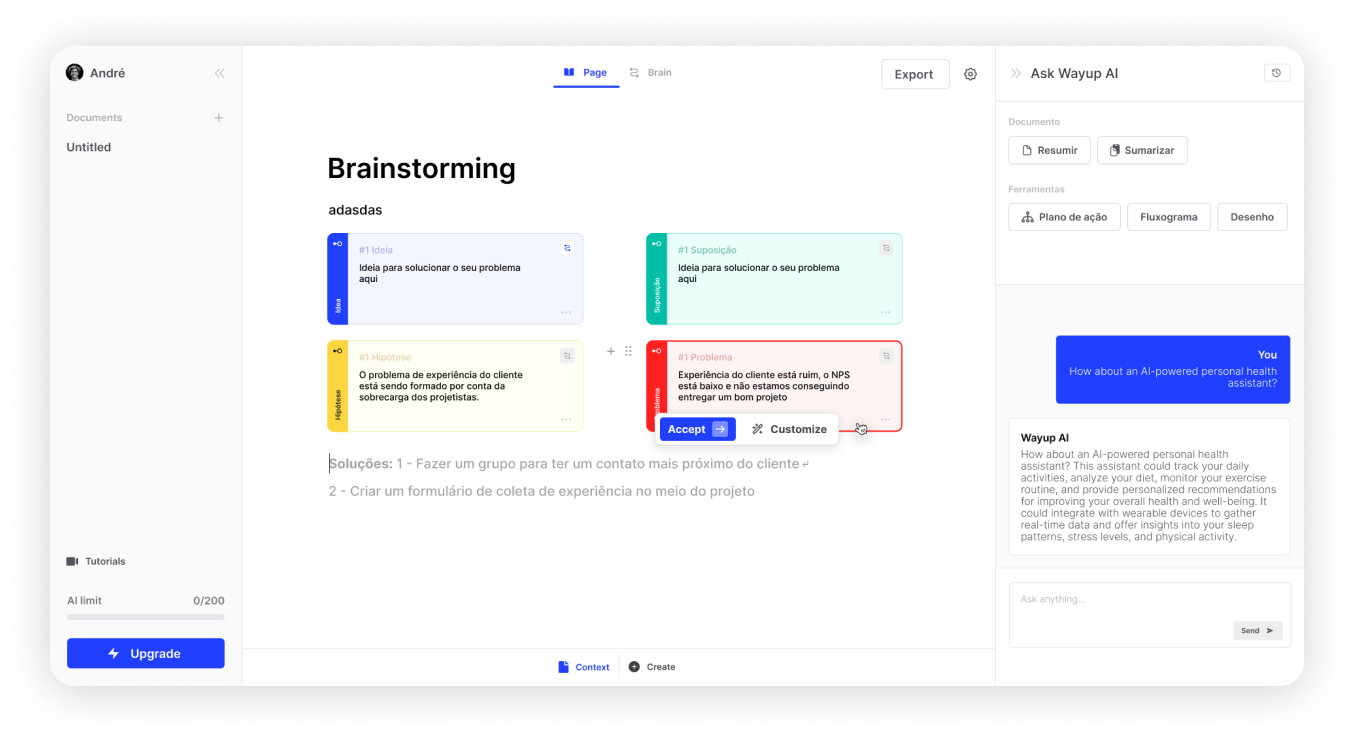 André
Documents
Untitled
Tutorials
AI limit 0/200
Upgrade
Page Brain
Export
Brainstorming
adasdas
#1 Ideia
Ideia para solucionar o seu problema
aqui
Idea
#1 Suposição
Ideia para solucionar o seu problema
aqui
Suposição
#1 Hipótese
O problema de experiência do cliente
está sendo formado por conta da
sobrecarga dos projetistas.
Hipótese
#1 Problema
Experiência do cliente está ruim, o NPS
está baixo e não estamos conseguindo
entregar um bom projeto
oblema
Accept Customize
Soluções: 1 - Fazer um grupo para ter um contato mais próximo do cliente
2 - Criar um formulário de coleta de experiência no meio do projeto
Context Create
Ask Wayup AI
Documento
Resumir Sumarizar
Ferramentas
Plano de ação Fluxograma Desenho
You
How about an AI-powered personal health
assistant?
Wayup AI
How about an AI-powered personal health
assistant? This assistant could track your daily
activities, analyze your diet, monitor your exercise
routine, and provide personalized recommendations
for improving your overall health and well-being. It
could integrate with wearable devices to gather
real-time data and offer insights into your sleep
patterns, stress levels, and physical activity.
Ask anything...
Send